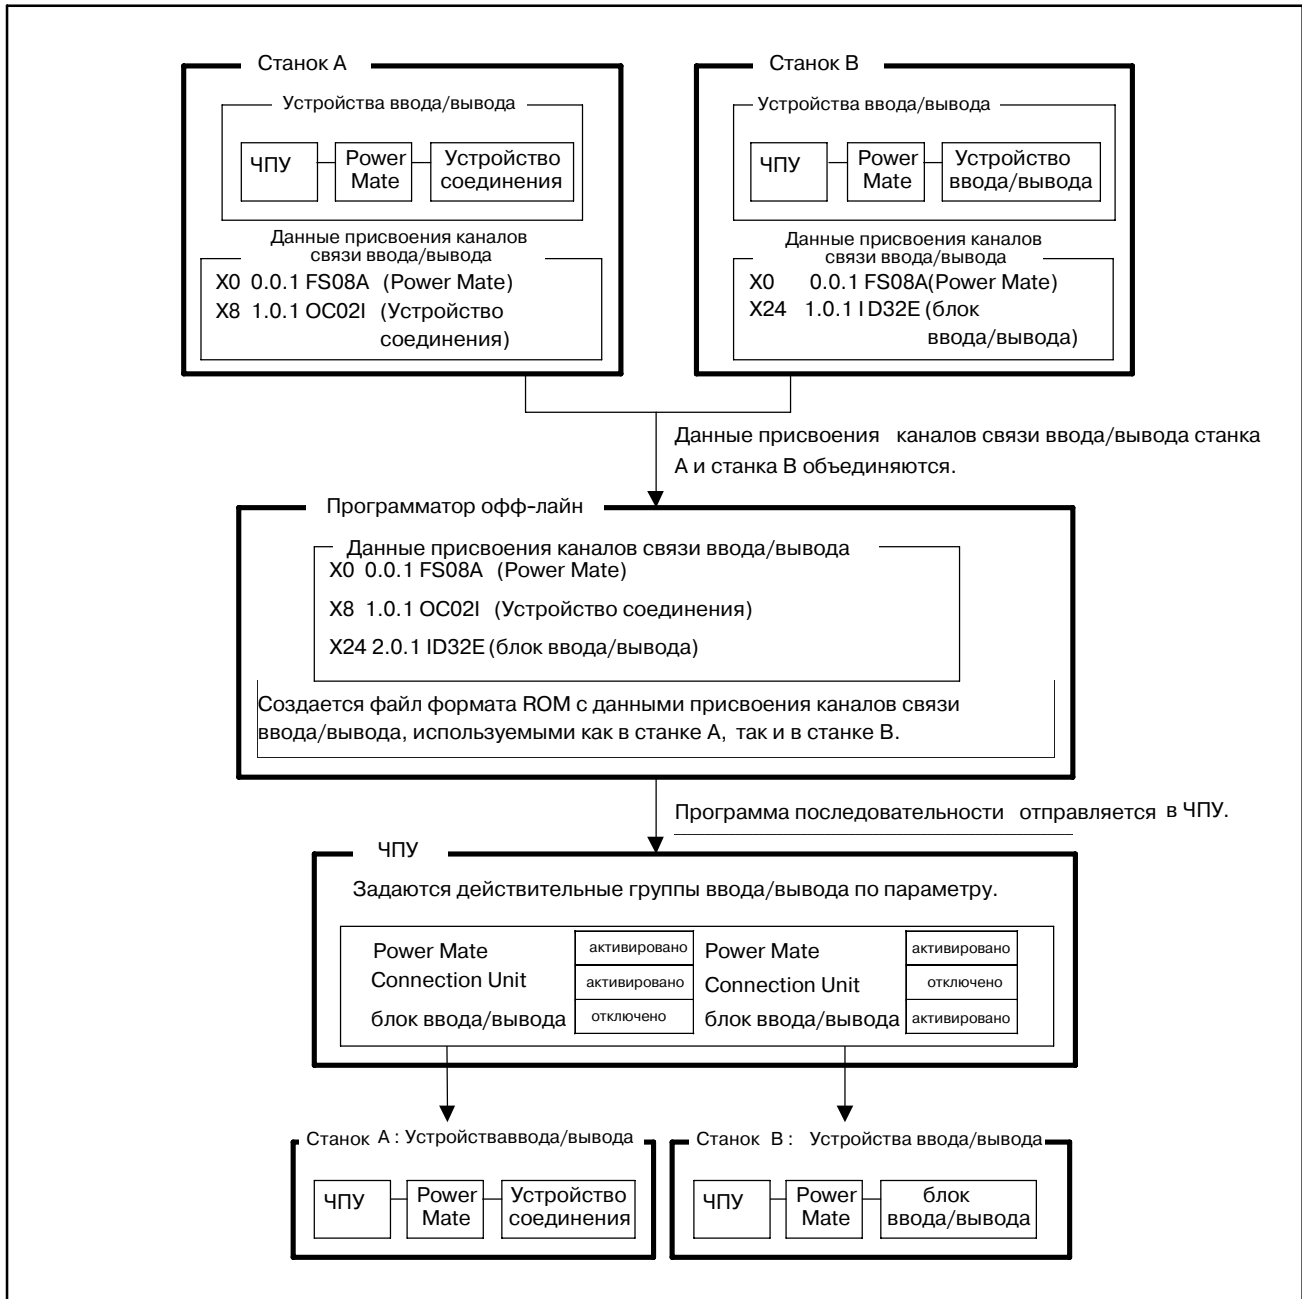 Станок A
Устройства ввода/вывода
ЧПУ
Power
Mate
Устройство
соединения
Данные присвоения каналов
связи ввода/вывода
X0 0.0.1 FS08A (Power Mate)
X8 1.0.1 OC02I (Устройство
соединения)
Станок B
Устройства ввода/вывода
ЧПУ
Power
Mate
Устройство
ввода/вывода
Данные присвоения каналов
связи ввода/вывода
X0 0.0.1 FS08A(Power Mate)
X24 1.0.1 ID32E (блок
ввода/вывода)
Данные присвоения каналов связи ввода/вывода станка
A и станка B объединяются.
Программатор офф-лайн
Данные присвоения каналов связи ввода/вывода
X0 0.0.1 FS08A (Power Mate)
X8 1.0.1 OC02I (Устройство соединения)
X24 2.0.1 ID32E (блок ввода/вывода)
Создается файл формата ROM с данными присвоения каналов связи
ввода/вывода, используемыми как в станке A, так и в станке B.
Программа последовательности отправляется в ЧПУ.
ЧПУ
Задаются действительные группы ввода/вывода по параметру.
Power Mate активировано Power Mate активировано
Connection Unit активировано Connection Unit отключено
блок ввода/вывода отключено блок ввода/вывода активировано
Станок A : Устройстваввода/вывода
ЧПУ
Power
Mate
Устройство
соединения
Станок B : Устройства ввода/вывода
ЧПУ
Power
Mate
блок
ввода/вывода